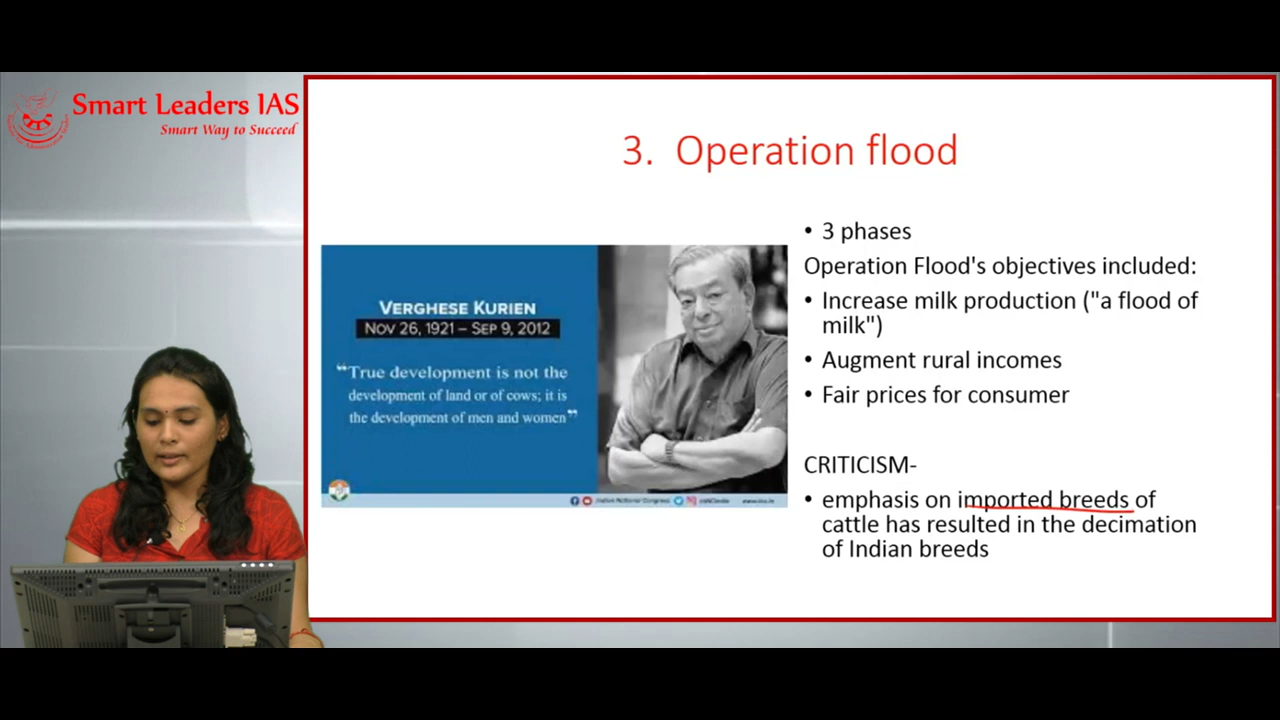 Smart Leaders IAS
Smart Way to Succeed
3. Operation flood
VERGHESE KURIEN
NOV 26, 1921 – SEP 9, 2012
“True development is not the
development of land or of cows; it is
the development of men and women”
Indian National Congress
• 3 phases
Operation Flood's objectives included:
• Increase milk production ("a flood of
milk")
• Augment rural incomes
• Fair prices for consumer
CRITICISM-
• emphasis on imported breeds of
cattle has resulted in the decimation
of Indian breeds